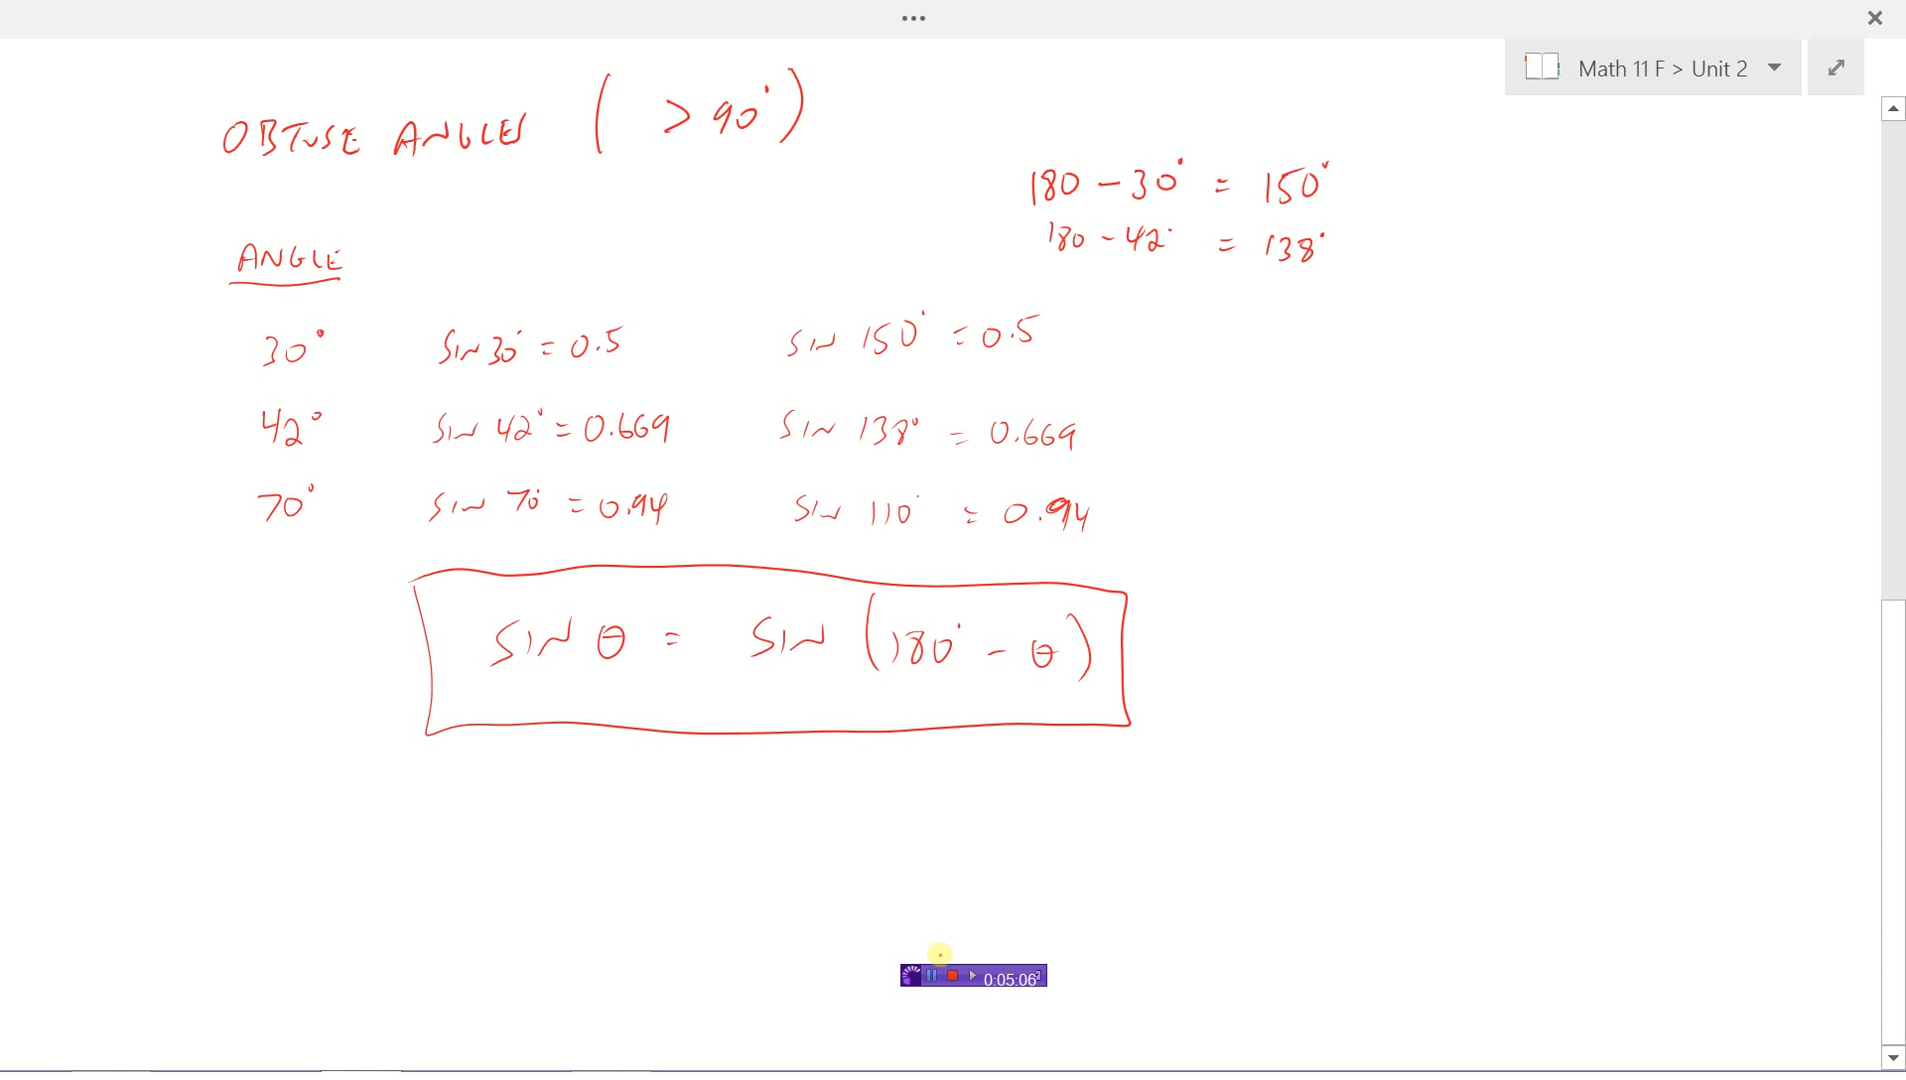 ...
Math 11 F > Unit 2
OBTUSE ANGLES ( > 90° )
180 - 30° = 150°
180 - 42° = 138°
ANGLE
30° SIN 30° = 0.5 SIN 150° = 0.5
42° SIN 42° = 0.669 SIN 138° = 0.669
70° SIN 70° = 0.94 SIN 110° = 0.94
SIN θ = SIN (180° - θ)
0:05:06